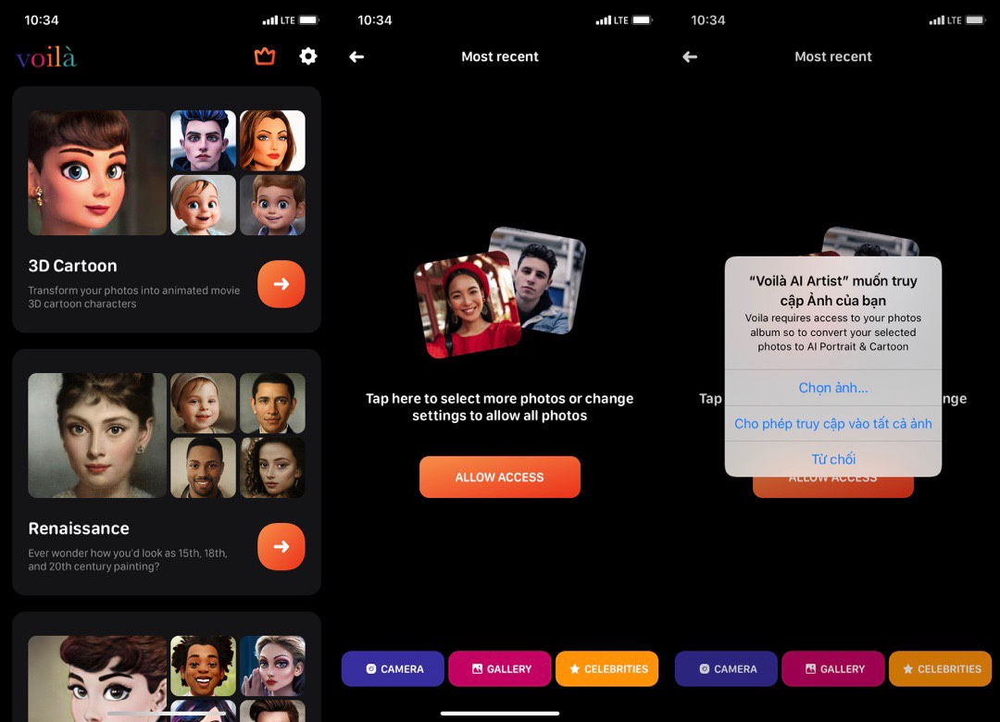 10:34
LTE
voilà
3D Cartoon
Transform your photos into animated movie
3D cartoon characters
Renaissance
Ever wonder how you'd look as 15th, 18th,
and 20th century painting?
10:34
LTE
Most recent
Tap here to select more photos or change
settings to allow all photos
ALLOW ACCESS
CAMERA
GALLERY
CELEBRITIES
10:34
LTE
Most recent
“Voilà AI Artist” muốn truy
cập Ảnh của bạn
Voila requires access to your photos
album so to convert your selected
photos to AI Portrait & Cartoon
Chọn ảnh...
Tap
nge
Cho phép truy cập vào tất cả ảnh
Từ chối
ALLOW ACCESS
CAMERA
GALLERY
CELEBRITIES